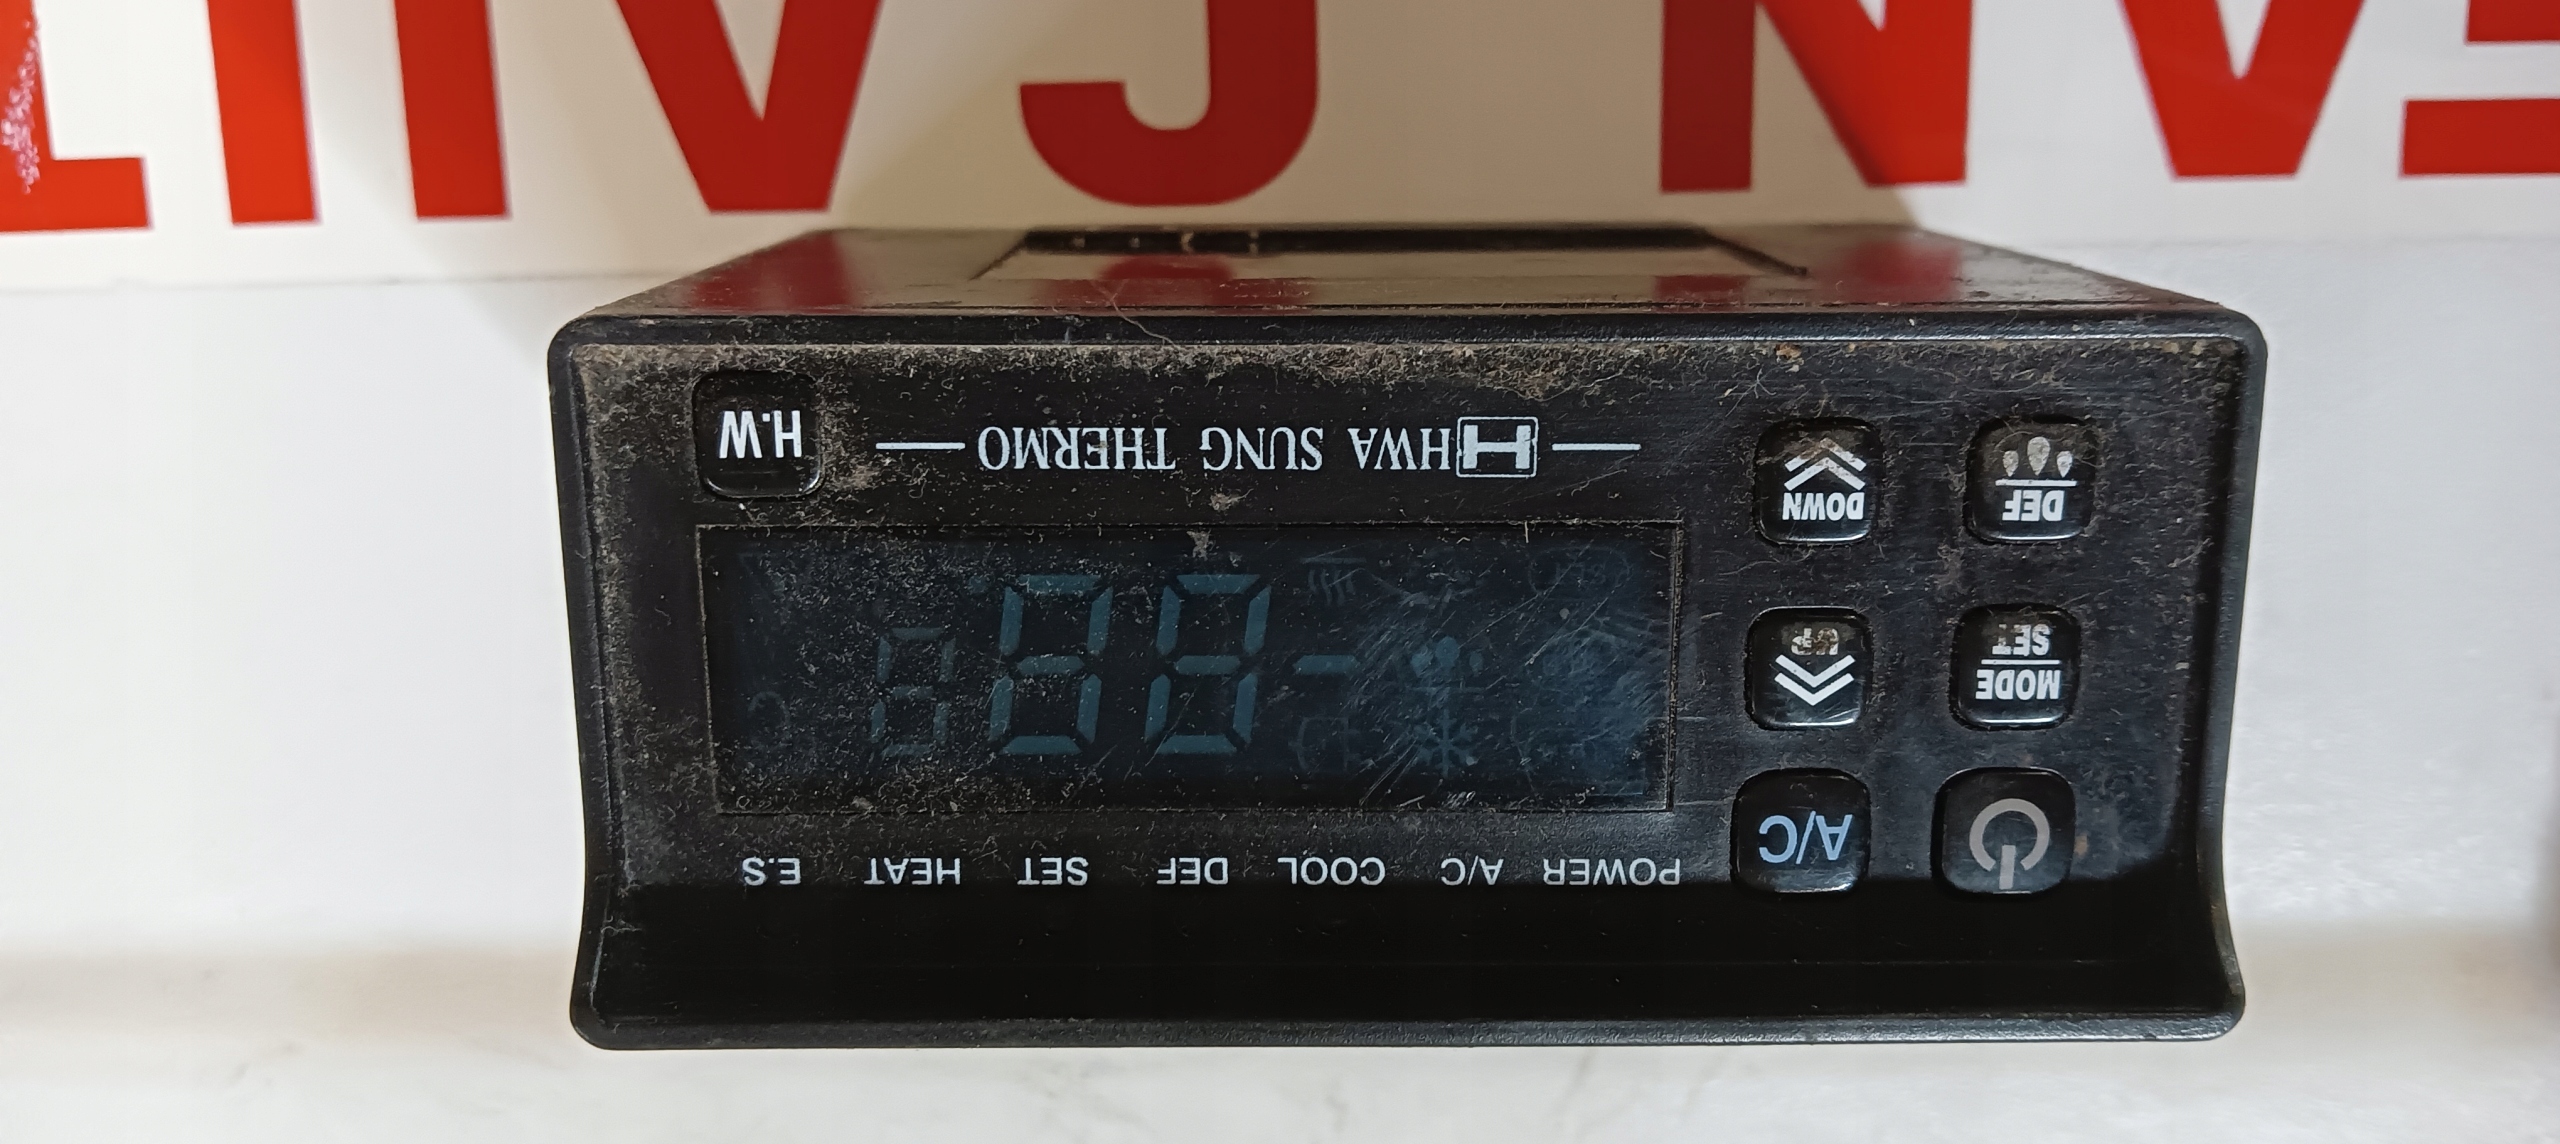 A/C POWER A/C COOL DEF SET HEAT E.S
MODE
SET
UP
DEF
DOWN
HWA SUNG THERMO
H.W